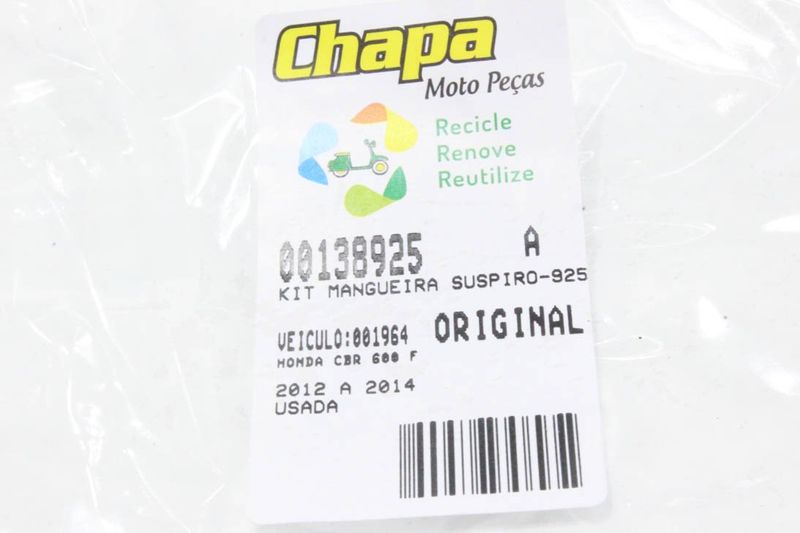 Chapa
Moto Peças
Recicle
Renove
Reutilize
00138925 A
KIT MANGUEIRA SUSPIRO-925
VEICULO:001964 ORIGINAL
HONDA CBR 600 F
2012 A 2014
USADA